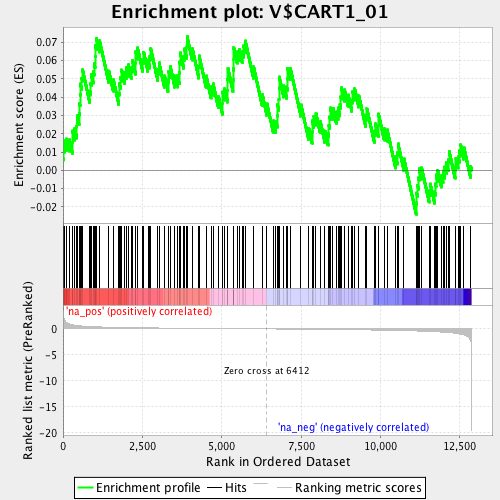 Enrichment plot: V$CART1_01
Enrichment score (ES)
0.07
0.06
0.05
0.04
0.03
0.02
0.01
0.00
-0.01
-0.02
'na_pos' (positively correlated)
Ranked list metric (PreRanked)
0
-5
-10
-15
-20
Zero cross at 6412
'na_neg' (negatively correlated)
0
2,500
5,000
7,500
10,000
12,500
Rank in Ordered Dataset
Enrichment profile
Hits
Ranking metric scores